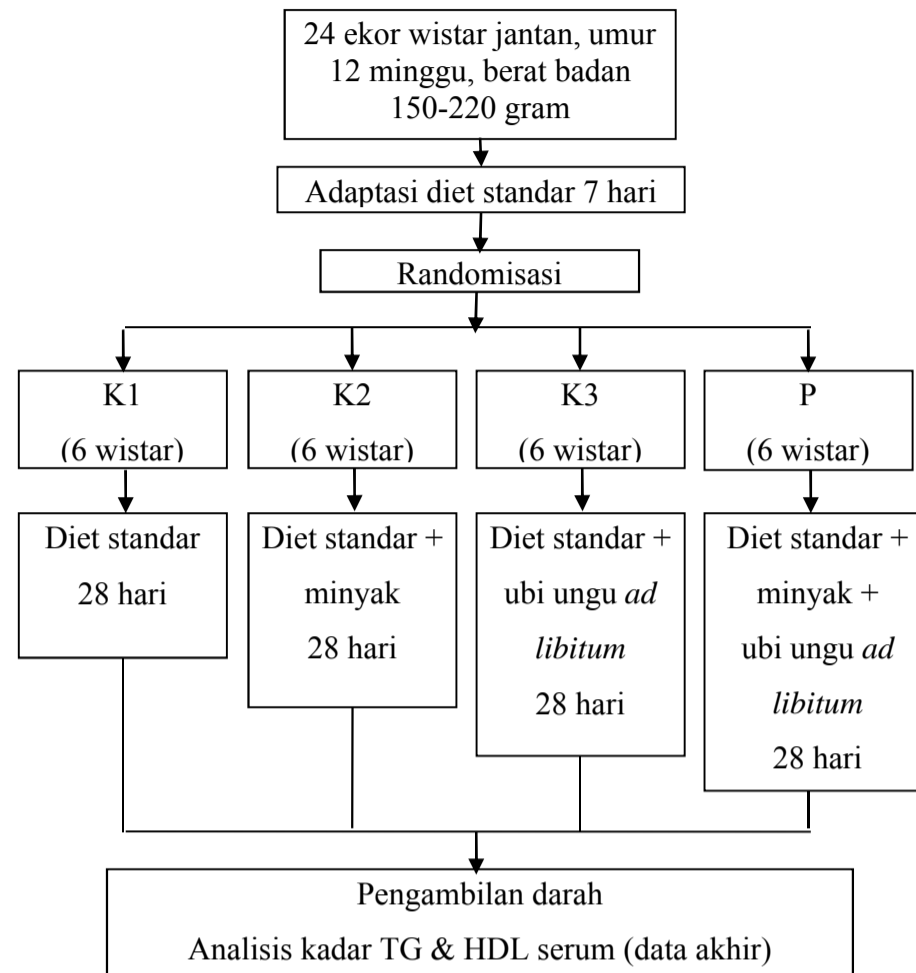 24 ekor wistar jantan, umur
12 minggu, berat badan
150-220 gram
Adaptasi diet standar 7 hari
Randomisasi
K1
(6 wistar)
K2
(6 wistar)
K3
(6 wistar)
P
(6 wistar)
Diet standar
28 hari
Diet standar +
minyak
28 hari
Diet standar +
ubi ungu ad
libitum
28 hari
Diet standar +
minyak +
ubi ungu ad
libitum
28 hari
Pengambilan darah
Analisis kadar TG & HDL serum (data akhir)